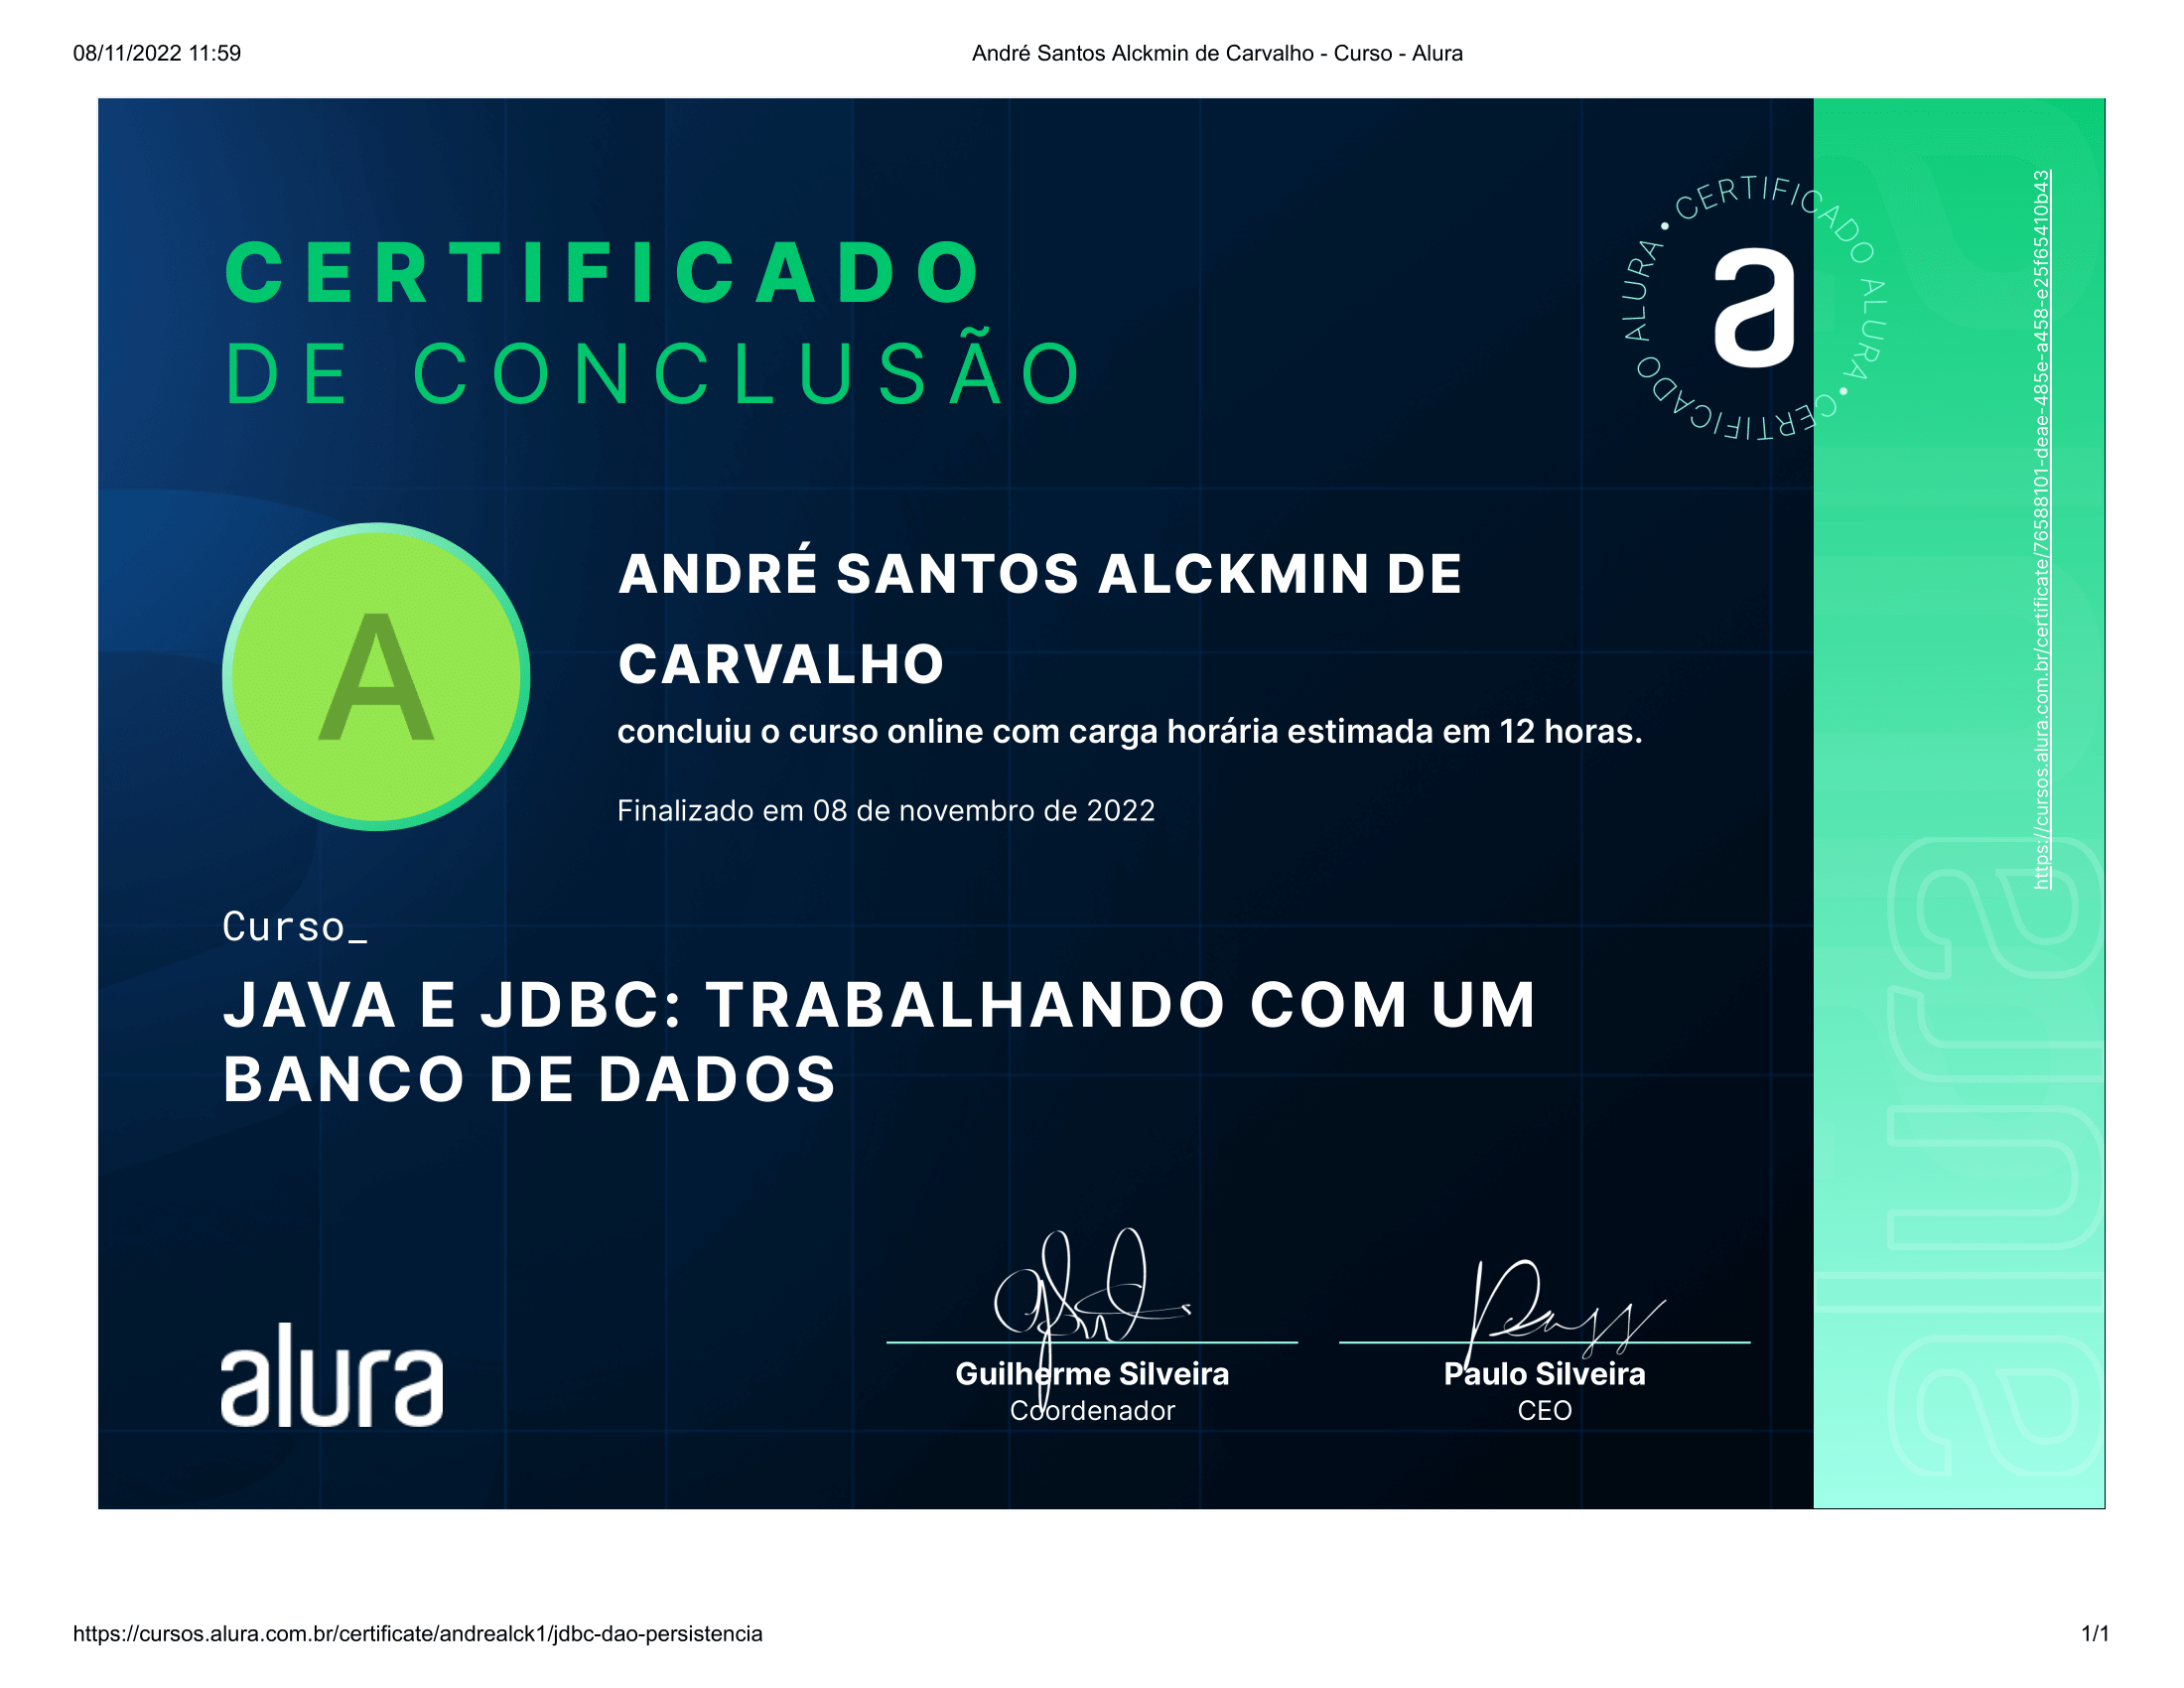 08/11/2022 11:59
André Santos Alckmin de Carvalho - Curso - Alura
CERTIFICADO
DE CONCLUSÃO
CERTIFICADO ALURA • CERTIFICADO ALURA •
a
https://cursos.alura.com.br/certificate/76588101-deae-485e-a458-e25f65410b43
A
ANDRÉ SANTOS ALCKMIN DE
CARVALHO
concluiu o curso online com carga horária estimada em 12 horas.
Finalizado em 08 de novembro de 2022
Curso_
JAVA E JDBC: TRABALHANDO COM UM
BANCO DE DADOS
alura
Guilherme Silveira
Coordenador
Paulo Silveira
CEO
alura
https://cursos.alura.com.br/certificate/andrealck1/jdbc-dao-persistencia
1/1